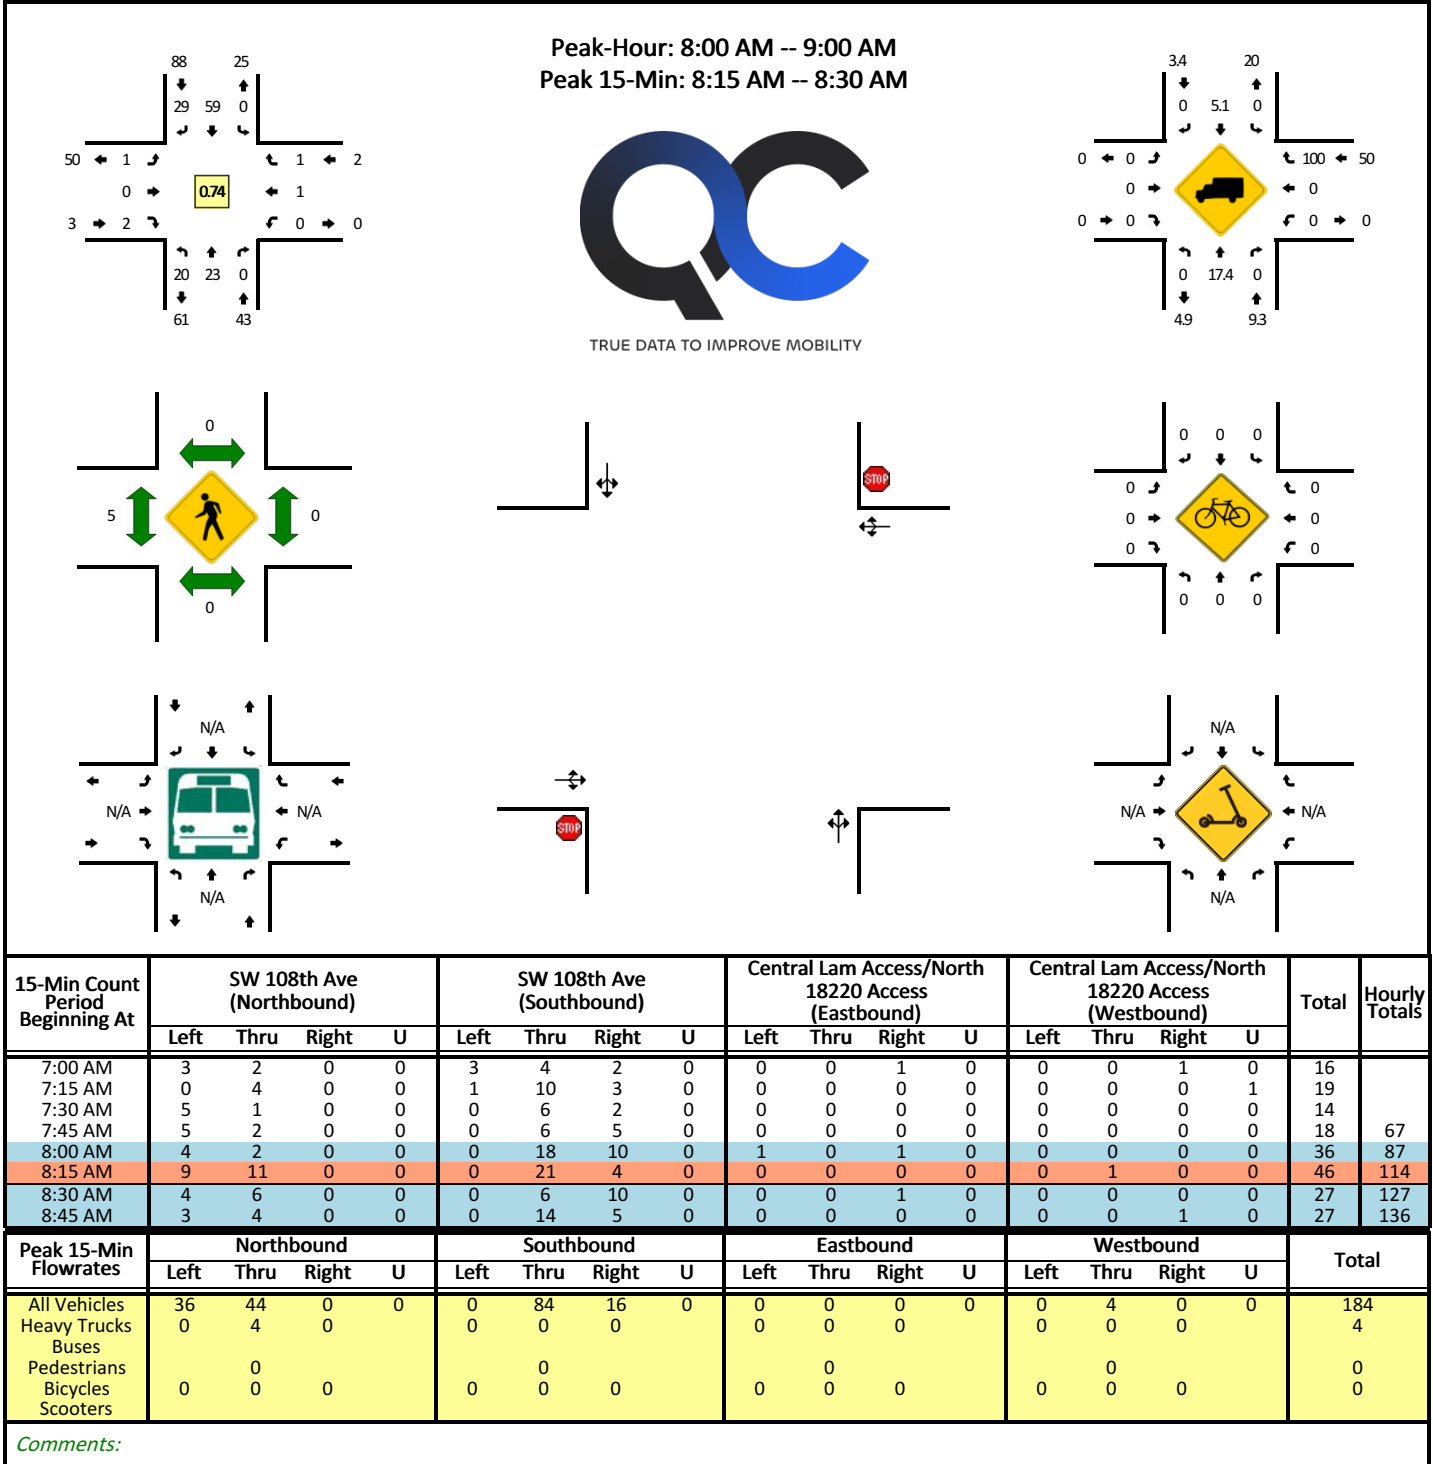 Peak-Hour: 8:00 AM -- 9:00 AM
Peak 15-Min: 8:15 AM -- 8:30 AM
88 25
29 59 0
50 1 1 2
0 0.74 1
3 2 0 0
20 23 0
61 43
QC
TRUE DATA TO IMPROVE MOBILITY
3.4 20
0 5.1 0
0 0 100 50
0 0
0 0 0 0
0 17.4 0
4.9 9.3
0
5 0
0
STOP
STOP
0 0 0
0 0
0 0
0 0
0 0 0
N/A
N/A N/A
N/A
N/A
N/A N/A
N/A
15-Min Count Period Beginning At SW 108th Ave (Northbound) SW 108th Ave (Southbound) Central Lam Access/North 18220 Access (Eastbound) Central Lam Access/North 18220 Access (Westbound) Total Hourly Totals
Left Thru Right U Left Thru Right U Left Thru Right U Left Thru Right U
7:00 AM 3 2 0 0 3 4 2 0 0 0 1 0 0 0 1 0 16
7:15 AM 0 4 0 0 1 10 3 0 0 0 0 0 0 0 0 1 19
7:30 AM 5 1 0 0 0 6 2 0 0 0 0 0 0 0 0 0 14
7:45 AM 5 2 0 0 0 6 5 0 0 0 0 0 0 0 0 0 18 67
8:00 AM 4 2 0 0 0 18 10 0 1 0 1 0 0 0 0 0 36 87
8:15 AM 9 11 0 0 0 21 4 0 0 0 0 0 0 1 0 0 46 114
8:30 AM 4 6 0 0 0 6 10 0 0 0 1 0 0 0 0 0 27 127
8:45 AM 3 4 0 0 0 14 5 0 0 0 0 0 0 0 1 0 27 136
Peak 15-Min Flowrates Northbound Southbound Eastbound Westbound Total
Left Thru Right U Left Thru Right U Left Thru Right U Left Thru Right U
All Vehicles 36 44 0 0 0 84 16 0 0 0 0 0 0 4 0 0 184
Heavy Trucks 0 4 0 0 0 0 0 0 0 0 0 0 4
Buses
Pedestrians 0 0 0 0 0
Bicycles 0 0 0 0 0 0 0 0 0 0 0 0 0
Scooters
Comments: